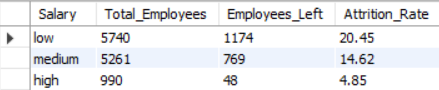 Salary Total_Employees Employees_Left Attrition_Rate
low 5740 1174 20.45
medium 5261 769 14.62
high 990 48 4.85